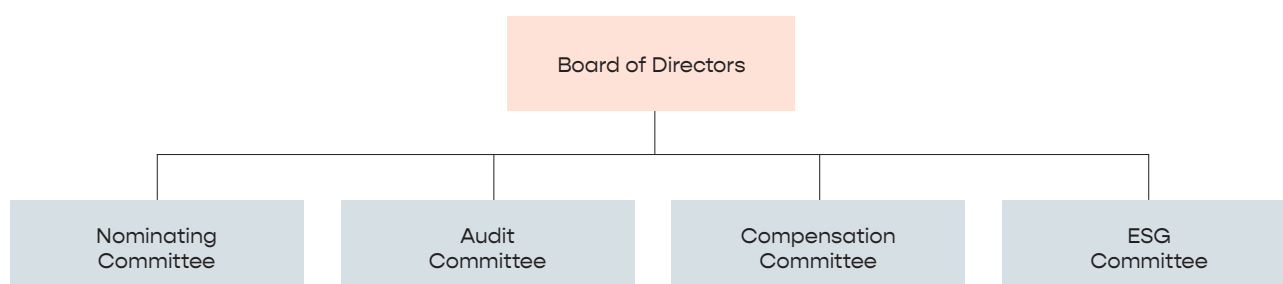 Board of Directors
Nominating
Committee
Audit
Committee
Compensation
Committee
ESG
Committee